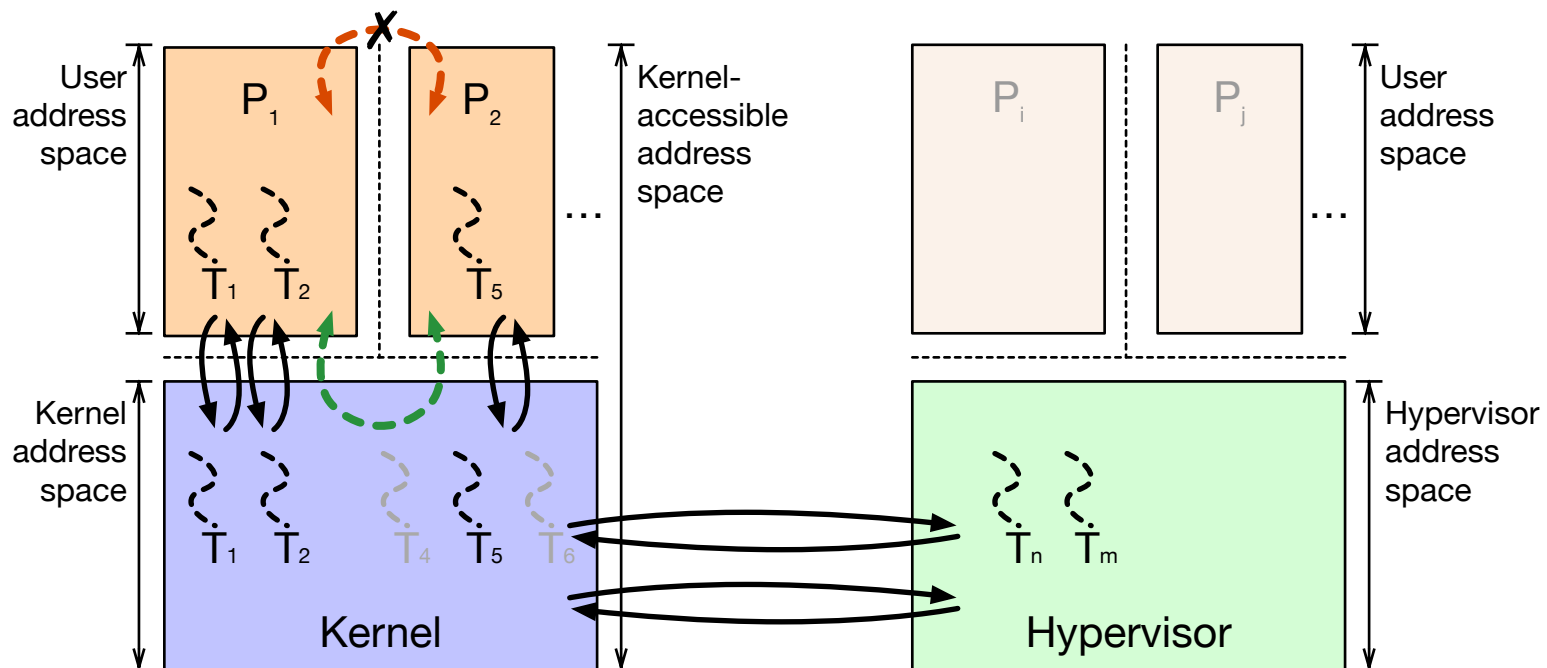 User
address
space
P1
P2
Kernel-
accessible
address
space
Pi
Pj
User
address
space
...
...
T1
T2
T5
Kernel
address
space
Hypervisor
address
space
T1
T2
T4
T5
T6
Tn
Tm
Kernel
Hypervisor